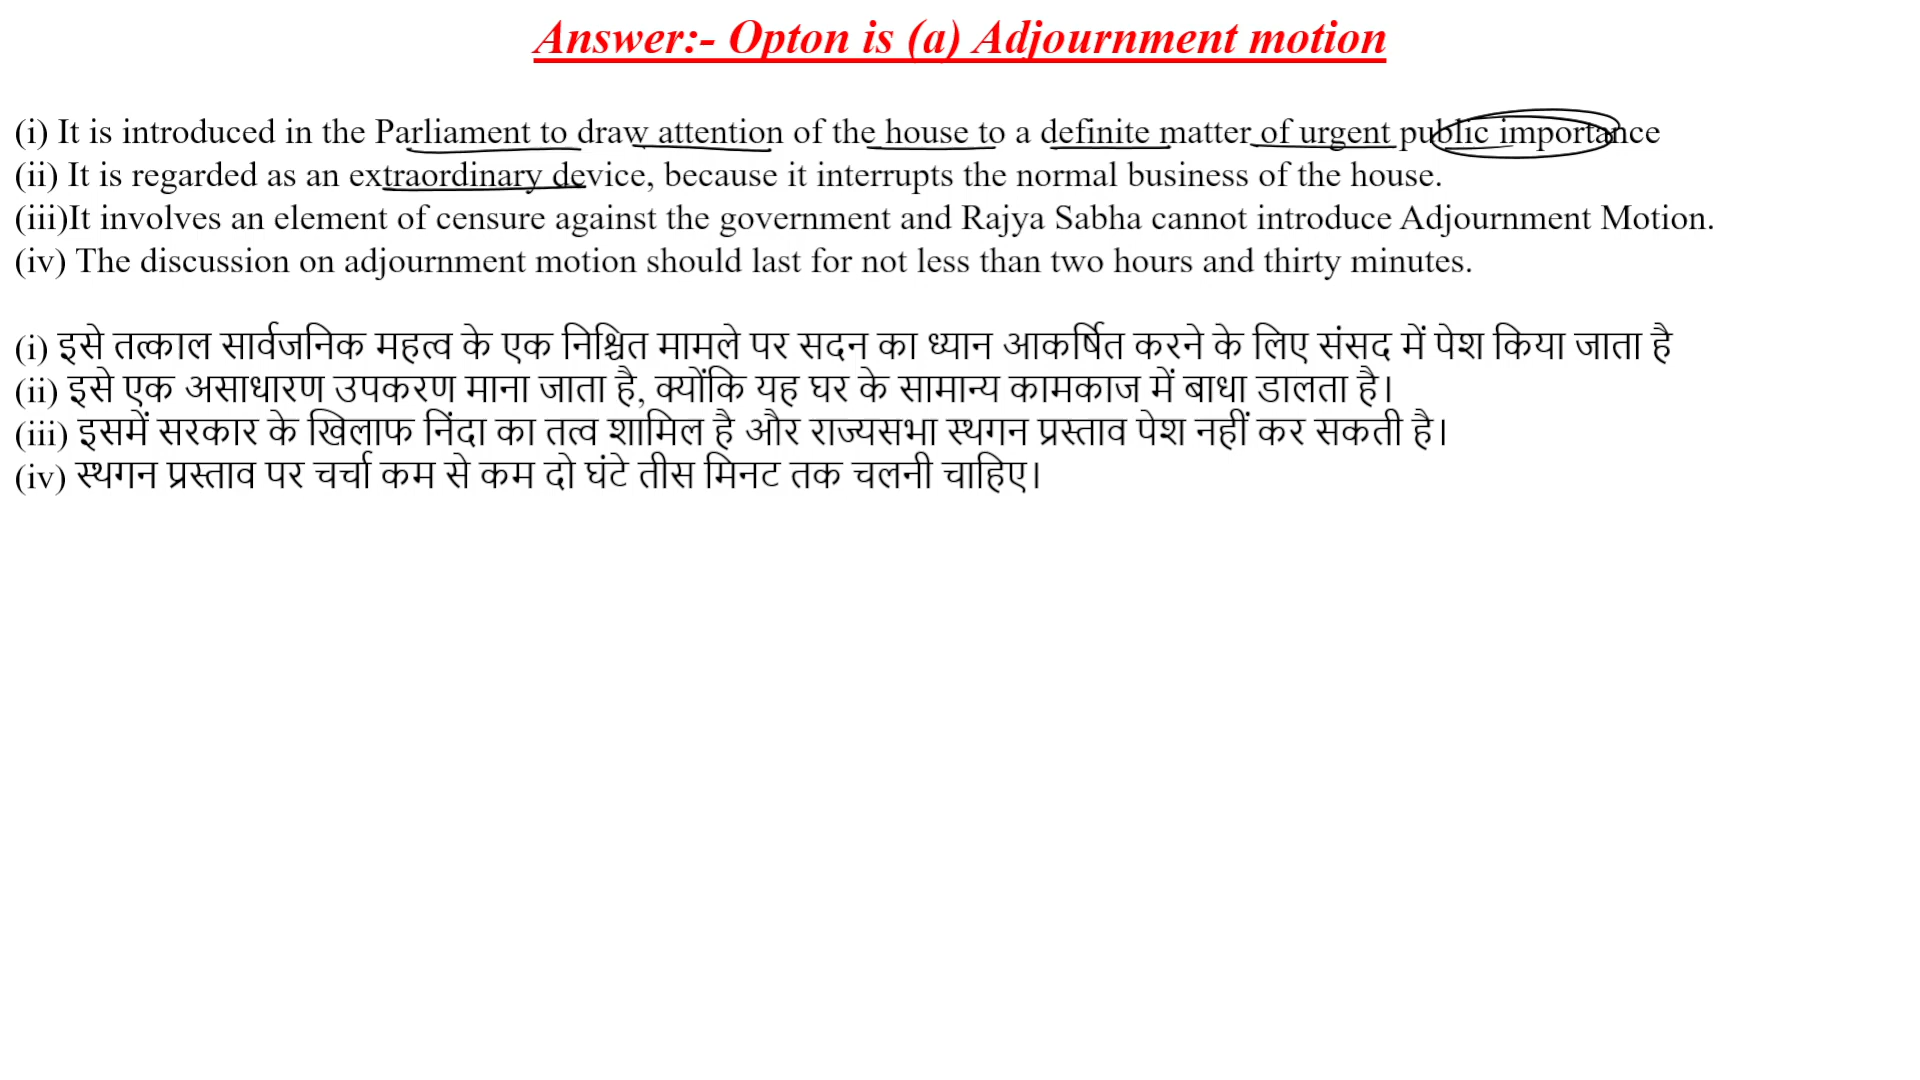 Answer:- Opton is (a) Adjournment motion
(i) It is introduced in the Parliament to draw attention of the house to a definite matter of urgent public importance
(ii) It is regarded as an extraordinary device, because it interrupts the normal business of the house.
(iii)It involves an element of censure against the government and Rajya Sabha cannot introduce Adjournment Motion.
(iv) The discussion on adjournment motion should last for not less than two hours and thirty minutes.
(i) इसे तत्काल सार्वजनिक महत्व के एक निश्चित मामले पर सदन का ध्यान आकर्षित करने के लिए संसद में पेश किया जाता है
(ii) इसे एक असाधारण उपकरण माना जाता है, क्योंकि यह घर के सामान्य कामकाज में बाधा डालता है।
(iii) इसमें सरकार के खिलाफ निंदा का तत्व शामिल है और राज्यसभा स्थगन प्रस्ताव पेश नहीं कर सकती है।
(iv) स्थगन प्रस्ताव पर चर्चा कम से कम दो घंटे तीस मिनट तक चलनी चाहिए।